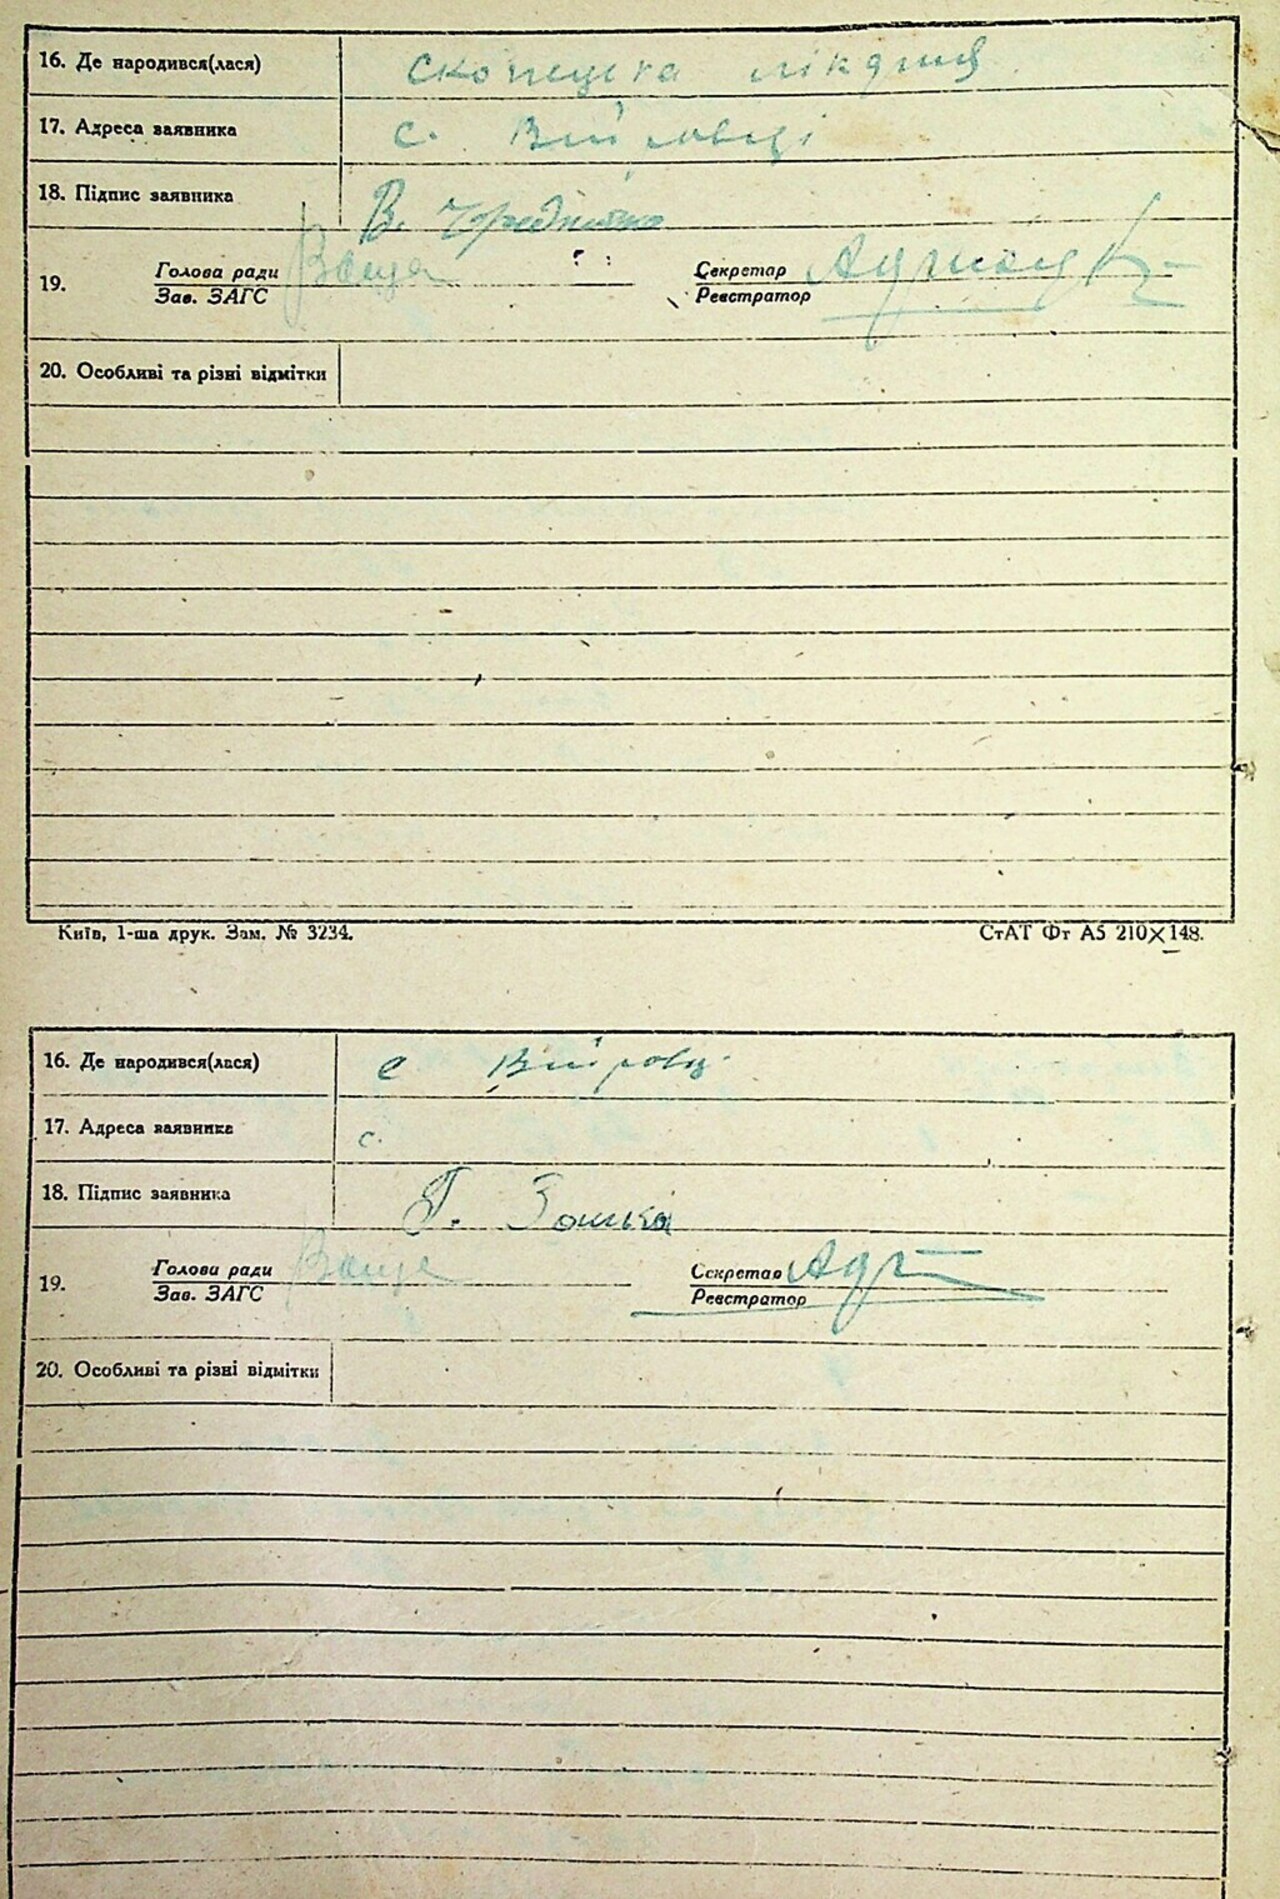 16. Де народився(лася) Скопецька лікарня
17. Адреса заявника с.
18. Підпис заявника В.
19. Голова ради Ваще Секретар
Зав. ЗАГС Реєстратор
20. Особливі та різні відмітки
Київ, 1-ша друк. Зам. № 3234. СтАТ Фт А5 210×148.
16. Де народився(лася) с
17. Адреса заявника с.
18. Підпис заявника Г.
19. Голова ради Ваще Секретар
Зав. ЗАГС Реєстратор
20. Особливі та різні відмітки